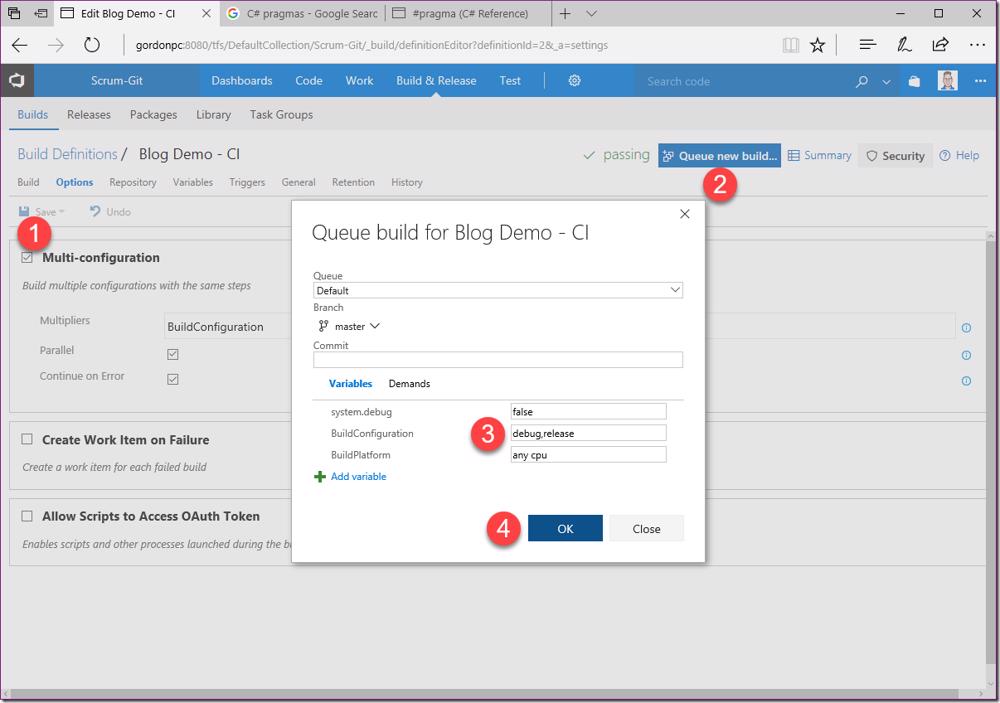 Edit Blog Demo - CI
C# pragmas - Google Searc
#pragma (C# Reference)
gordonpc:8080/tfs/DefaultCollection/Scrum-Git/_build/definitionEditor?definitionId=2&_a=settings
Scrum-Git Dashboards Code Work Build & Release Test Search code
Builds Releases Packages Library Task Groups
Build Definitions / Blog Demo - CI passing Queue new build... Summary Security Help
2
Build Options Repository Variables Triggers General Retention History
Save Undo
1
Multi-configuration
Build multiple configurations with the same steps
Multipliers BuildConfiguration
Parallel
Continue on Error
Create Work Item on Failure
Create a work item for each failed build
Allow Scripts to Access OAuth Token
Enables scripts and other processes launched during the bu
Queue build for Blog Demo - CI
Queue
Default
Branch
master
Commit
Variables Demands
system.debug false
BuildConfiguration 3 debug,release
BuildPlatform any cpu
Add variable
4 OK Close